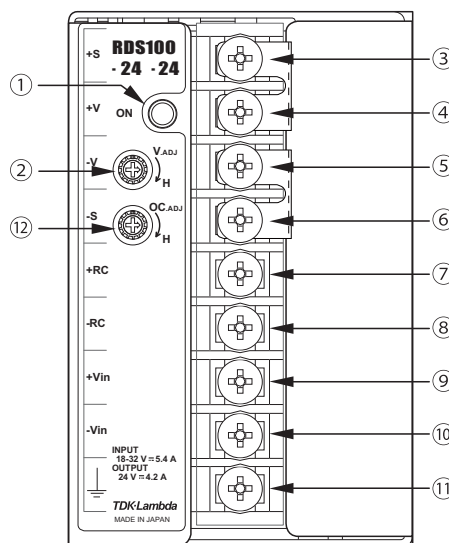 +S
RDS100
- 24 - 24
③
①
+V
ON
④
②
-V
V.ADJ
H
⑤
⑫
-S
OC.ADJ
H
⑥
+RC
⑦
-RC
⑧
+Vin
⑨
-Vin
⑩
INPUT
18-32 V ⎓ 5.4 A
OUTPUT
24 V ⎓ 4.2 A
⑪
TDK-Lambda
MADE IN JAPAN